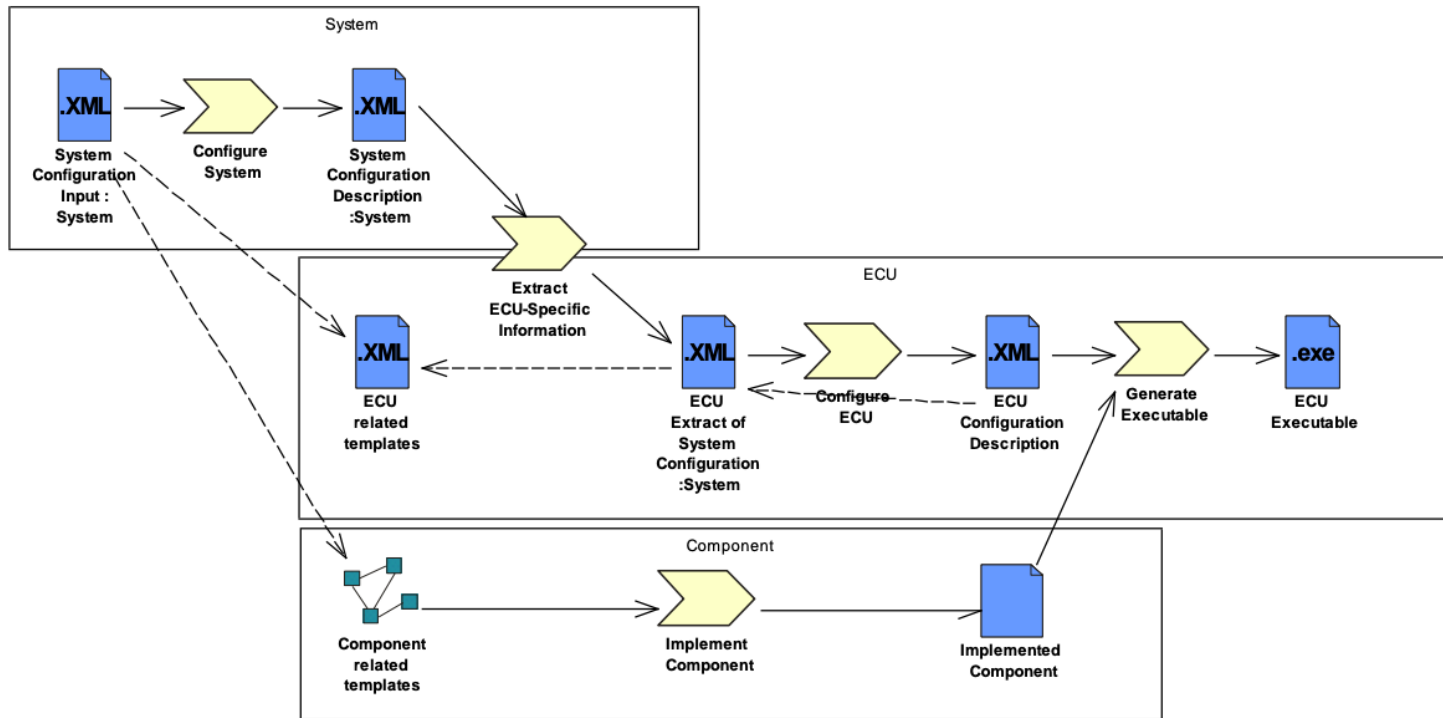 System
.XML
System
Configuration
Input :
System
Configure
System
.XML
System
Configuration
Description
:System
Extract
ECU-Specific
Information
ECU
.XML
ECU
related
templates
.XML
ECU
Extract of
System
Configuration
:System
Configure
ECU
.XML
ECU
Configuration
Description
Generate
Executable
.exe
ECU
Executable
Component
Component
related
templates
Implement
Component
Implemented
Component